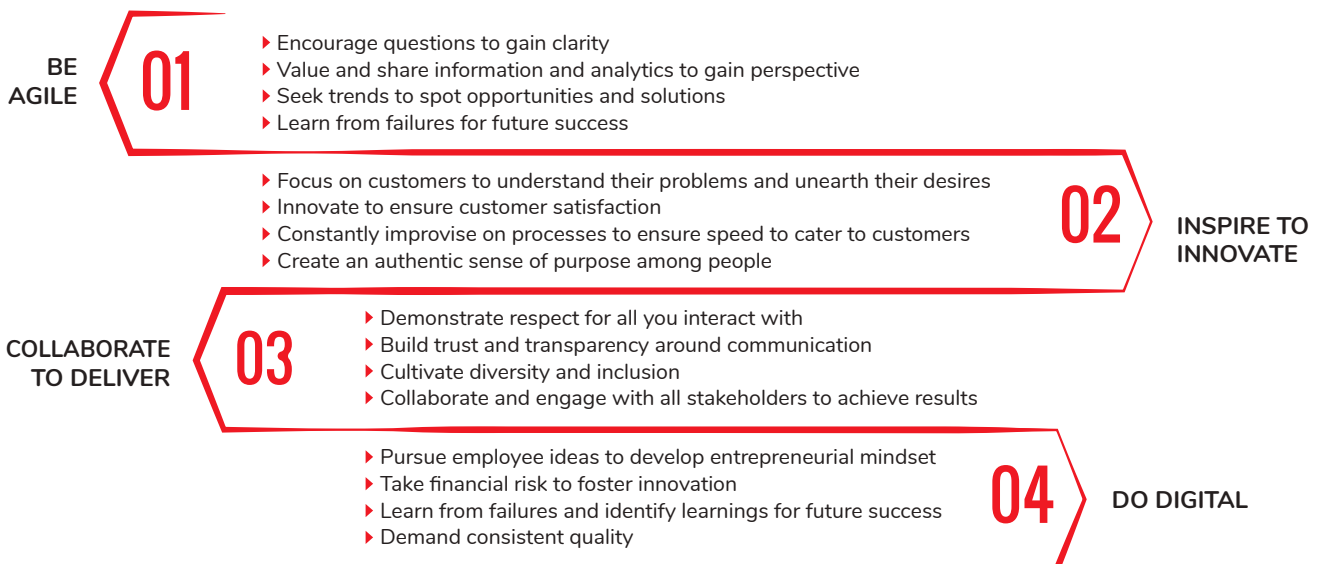 BE
AGILE
01
Encourage questions to gain clarity
Value and share information and analytics to gain perspective
Seek trends to spot opportunities and solutions
Learn from failures for future success
Focus on customers to understand their problems and unearth their desires
Innovate to ensure customer satisfaction
Constantly improvise on processes to ensure speed to cater to customers
Create an authentic sense of purpose among people
02
INSPIRE TO
INNOVATE
COLLABORATE
TO DELIVER
03
Demonstrate respect for all you interact with
Build trust and transparency around communication
Cultivate diversity and inclusion
Collaborate and engage with all stakeholders to achieve results
Pursue employee ideas to develop entrepreneurial mindset
Take financial risk to foster innovation
Learn from failures and identify learnings for future success
Demand consistent quality
04
DO DIGITAL